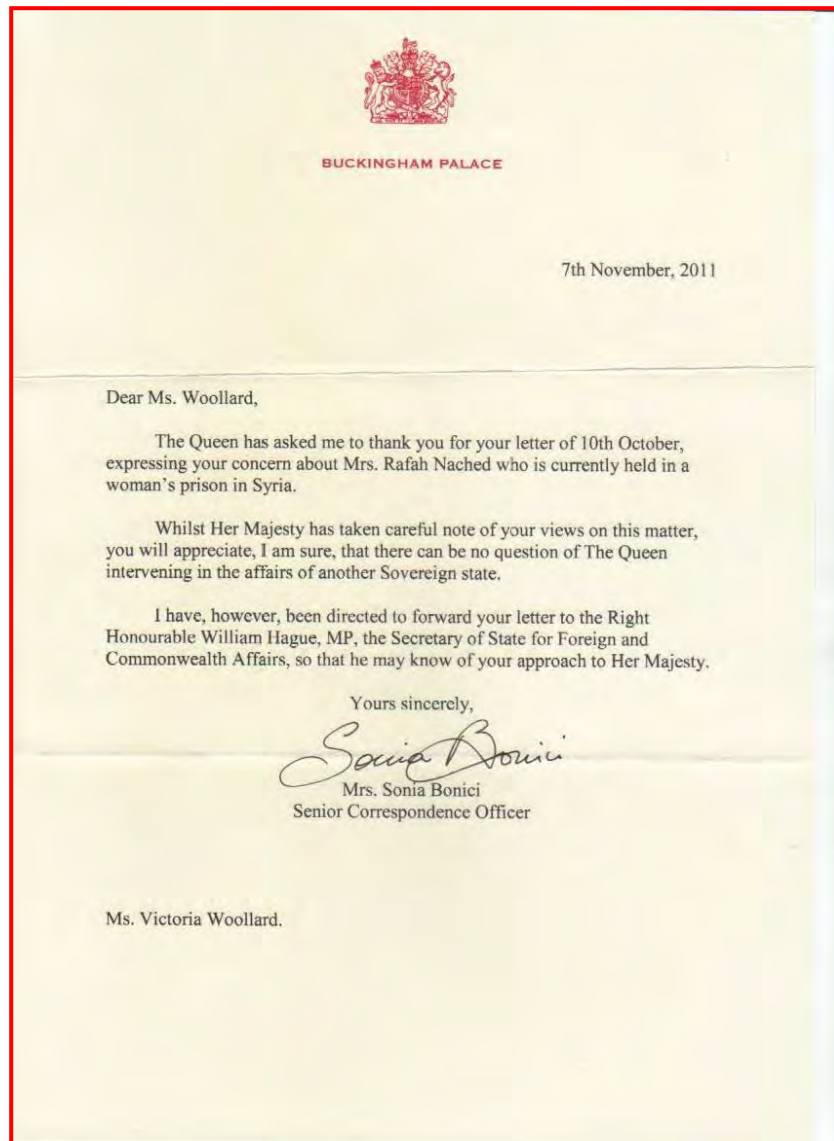 BUCKINGHAM PALACE
7th November, 2011
Dear Ms. Woollard,
The Queen has asked me to thank you for your letter of 10th October,
expressing your concern about Mrs. Rafah Nached who is currently held in a
woman's prison in Syria.
Whilst Her Majesty has taken careful note of your views on this matter,
you will appreciate, I am sure, that there can be no question of The Queen
intervening in the affairs of another Sovereign state.
I have, however, been directed to forward your letter to the Right
Honourable William Hague, MP, the Secretary of State for Foreign and
Commonwealth Affairs, so that he may know of your approach to Her Majesty.
Yours sincerely,
Sonia Bonici
Mrs. Sonia Bonici
Senior Correspondence Officer
Ms. Victoria Woollard.